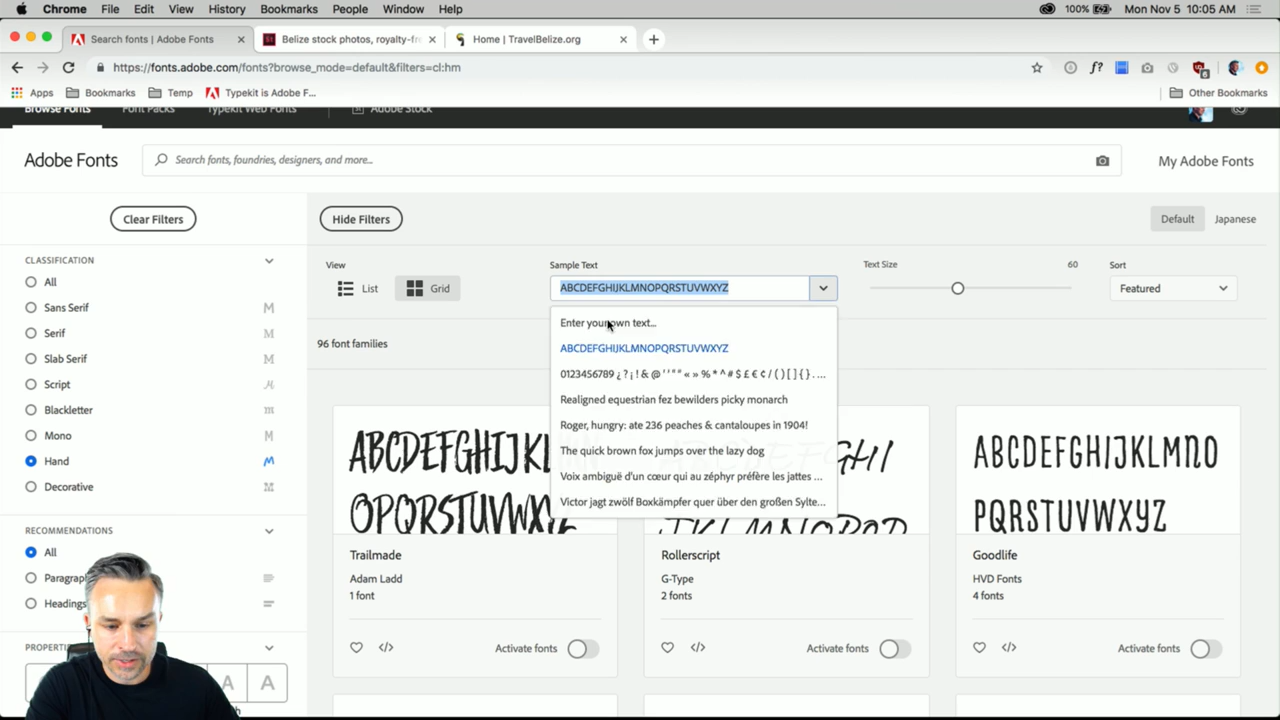 Chrome File Edit View History Bookmarks People Window Help 100% Mon Nov 5 10:05 AM
Search fonts | Adobe Fonts Belize stock photos, royalty-fr Home | TravelBelize.org
https://fonts.adobe.com/fonts?browse_mode=default&filters=cl:hm
Apps Bookmarks Temp Typekit is Adobe F... Other Bookmarks
Browse Fonts Font Packs Typekit Web Fonts Adobe Stock
Adobe Fonts Search fonts, foundries, designers, and more... My Adobe Fonts
Clear Filters Hide Filters Default Japanese
CLASSIFICATION
All
Sans Serif
Serif
Slab Serif
Script
Blackletter
Mono
Hand
Decorative
RECOMMENDATIONS
All
Paragrap
Headings
PROPERTI
View
List Grid
Sample Text
ABCDEFGHIJKLMNOPQRSTUVWXYZ
Text Size 60
Sort
Featured
96 font families
Enter your own text...
ABCDEFGHIJKLMNOPQRSTUVWXYZ
0123456789 ¿ ? ¡ ! & @ ‘ ’ “ ” « » % * ^ # $ £ € ¢ / ( ) [ ] { } . ...
Realigned equestrian fez bewilders picky monarch
Roger, hungry: ate 236 peaches & cantaloupes in 1904!
The quick brown fox jumps over the lazy dog
Voix ambiguë d'un cœur qui au zéphyr préfère les jattes ...
Victor jagt zwölf Boxkämpfer quer über den großen Sylte...
ABCDEFGHIJKL
PQRSTUVWX
Trailmade
Adam Ladd
1 font
Activate fonts
Rollerscript
G-Type
2 fonts
Activate fonts
ABCDEFGHIJKLMNO
PQRSTUVWXYZ
Goodlife
HVD Fonts
4 fonts
Activate fonts